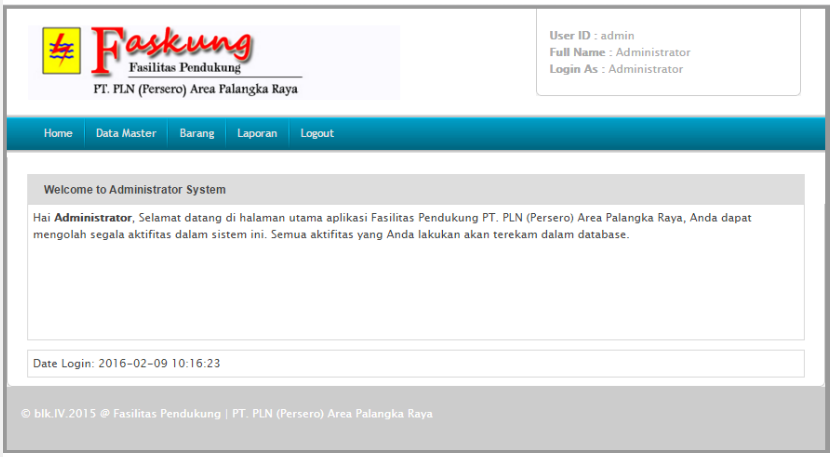 Faskung
Fasilitas Pendukung
PT. PLN (Persero) Area Palangka Raya
User ID : admin
Full Name : Administrator
Login As : Administrator
Home Data Master Barang Laporan Logout
Welcome to Administrator System
Hai Administrator, Selamat datang di halaman utama aplikasi Fasilitas Pendukung PT. PLN (Persero) Area Palangka Raya, Anda dapat
mengolah segala aktifitas dalam sistem ini. Semua aktifitas yang Anda lakukan akan terekam dalam database.
Date Login: 2016-02-09 10:16:23
© blk.IV.2015 @ Fasilitas Pendukung | PT. PLN (Persero) Area Palangka Raya